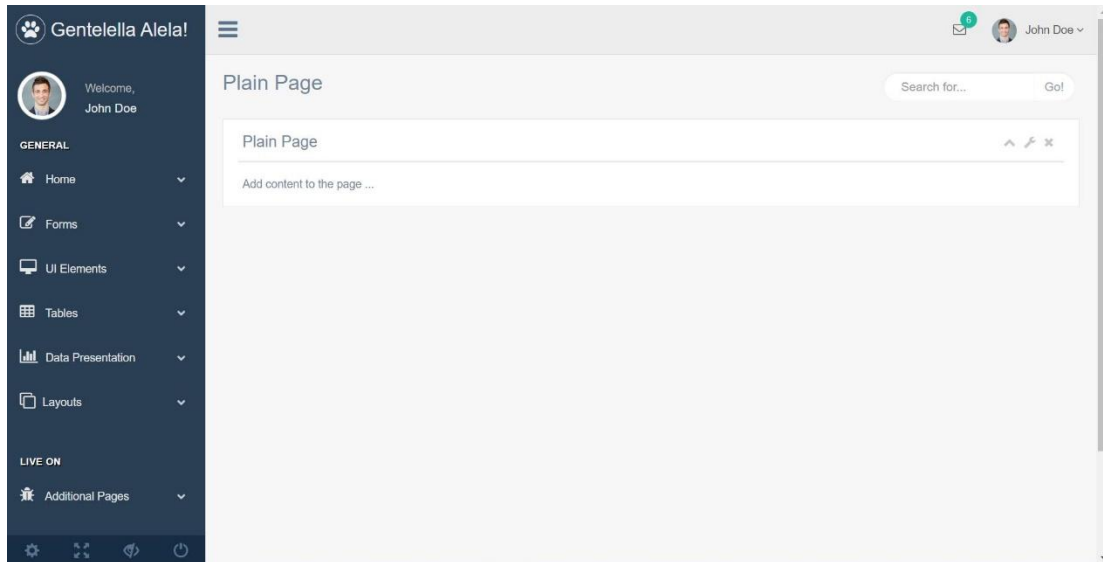 Gentelella Alela!
Welcome,
John Doe
GENERAL
Home
Forms
UI Elements
Tables
Data Presentation
Layouts
LIVE ON
Additional Pages
6
John Doe
Plain Page
Search for... Go!
Plain Page
Add content to the page ...